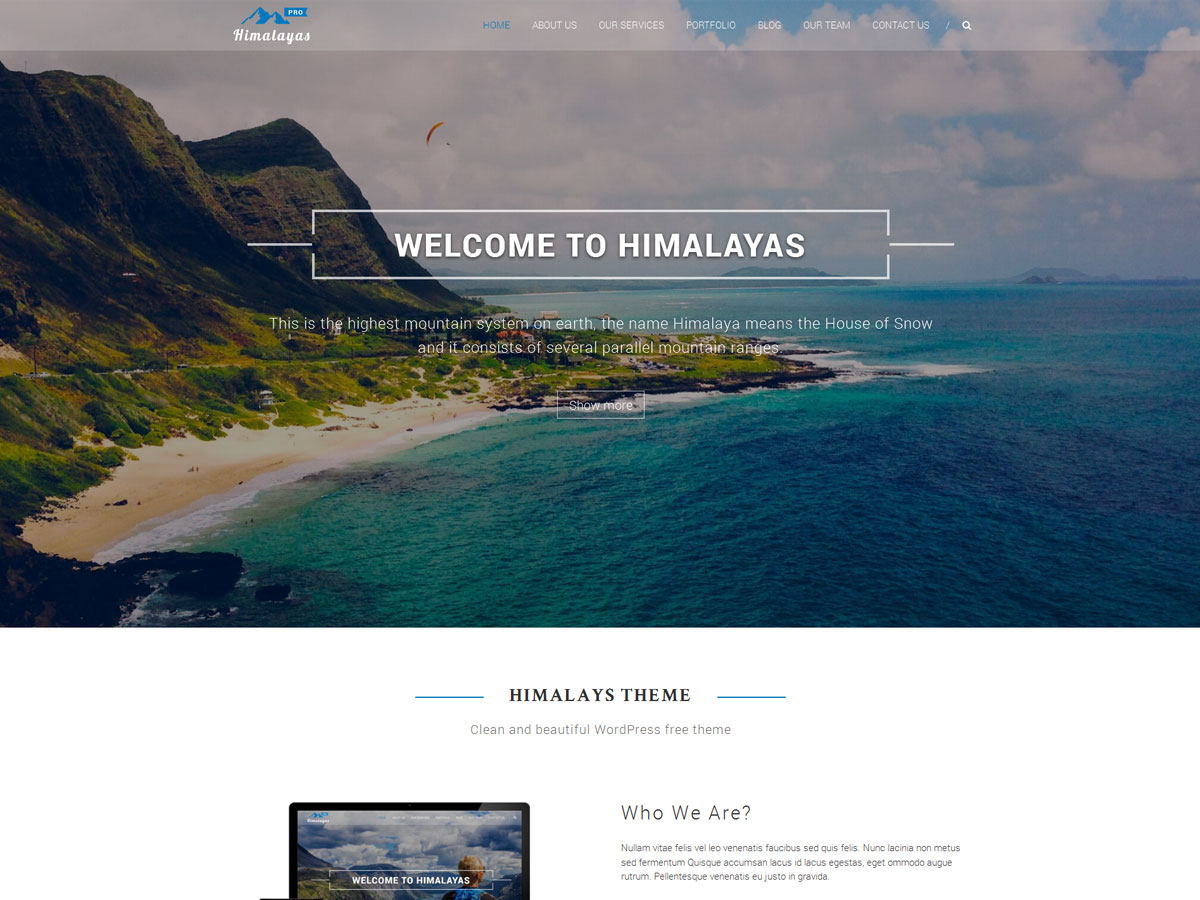 PRO
Himalayas
HOME ABOUT US OUR SERVICES PORTFOLIO BLOG OUR TEAM CONTACT US /
WELCOME TO HIMALAYAS
This is the highest mountain system on earth, the name Himalaya means the House of Snow
and it consists of several parallel mountain ranges.
Show more
HIMALAYS THEME
Clean and beautiful WordPress free theme
Who We Are?
Nullam vitae felis vel leo venenatis faucibus sed quis felis. Nunc lacinia non metus
sed fermentum Quisque accumsan lacus id lacus egestas, eget ommodo augue
rutrum. Pellentesque venenatis eu justo in gravida.
Himalayas
WELCOME TO HIMALAYAS